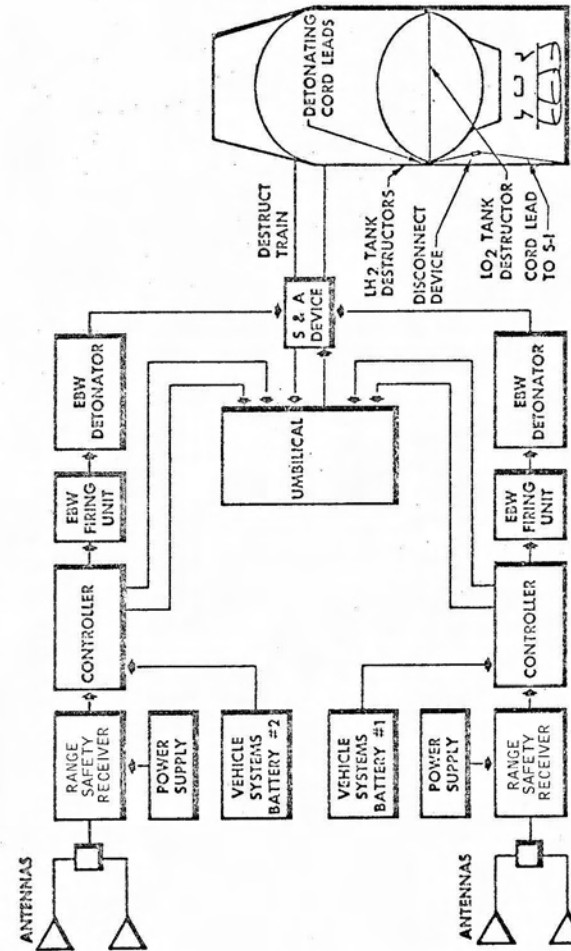 ANTENNAS
RANGE
SAFETY
RECEIVER
POWER
SUPPLY
CONTROLLER
VEHICLE
SYSTEMS
BATTERY #2
EBW
FIRING
UNIT
EBW
DETONATOR
UMBILICAL
S & A
DEVICE
DESTRUCT
TRAIN
DETONATING
CORD LEADS
LH2 TANK
DESTRUCTORS
DISCONNECT
DEVICE
LO2 TANK
DESTRUCTOR
CORD LEAD
TO S-I
VEHICLE
SYSTEMS
BATTERY #1
POWER
SUPPLY
ANTENNAS
RANGE
SAFETY
RECEIVER
CONTROLLER
EBW
FIRING
UNIT
EBW
DETONATOR